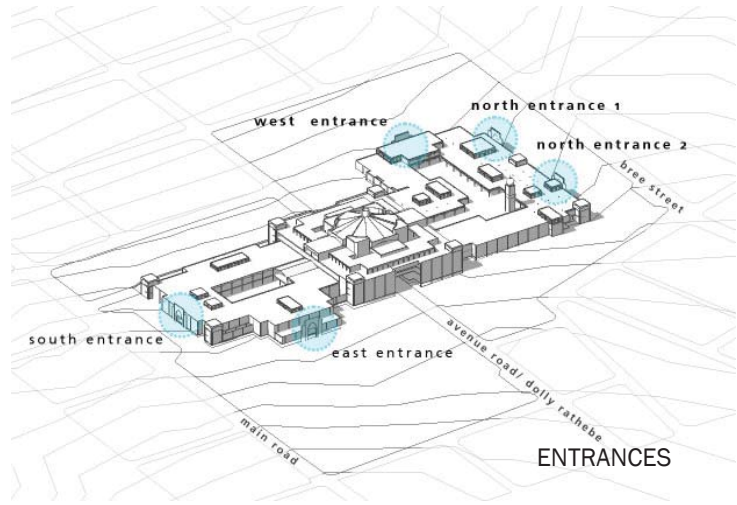 north entrance 1
west entrance
north entrance 2
bree street
south entrance
east entrance
avenue road/ dolly rathebe
main road
ENTRANCES